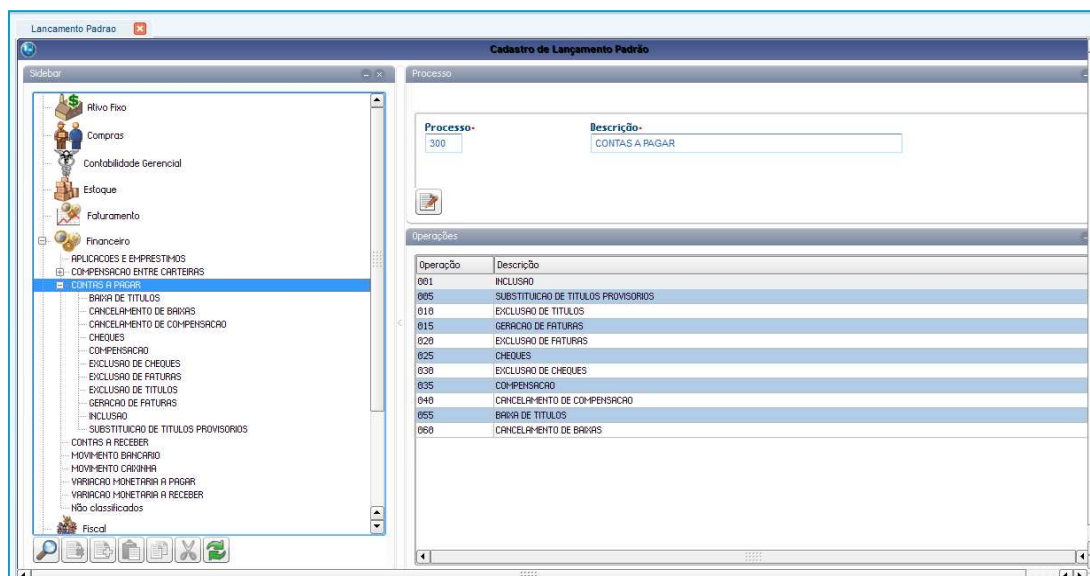 Lancamento Padrao
Cadastro de Lançamento Padrão
Sidebar
Ativo Fixo
Compras
Contabilidade Gerencial
Estoque
Faturamento
Financeiro
APLICACOES E EMPRESTIMOS
COMPENSACAO ENTRE CARTEIRAS
CONTAS A PAGAR
BAIXA DE TITULOS
CANCELAMENTO DE BAIXAS
CANCELAMENTO DE COMPENSACAO
CHEQUES
COMPENSACAO
EXCLUSAO DE CHEQUES
EXCLUSAO DE FATURAS
EXCLUSAO DE TITULOS
GERACAO DE FATURAS
INCLUSAO
SUBSTITUICAO DE TITULOS PROVISORIOS
CONTAS A RECEBER
MOVIMENTO BANCARIO
MOVIMENTO CAIXINHA
VARIACAO MONETARIA A PAGAR
VARIACAO MONETARIA A RECEBER
Não classificados
Fiscal
Processo
Processo* Descrição*
300 CONTAS A PAGAR
Operações
Operação Descrição
001 INCLUSAO
005 SUBSTITUICAO DE TITULOS PROVISORIOS
010 EXCLUSAO DE TITULOS
015 GERACAO DE FATURAS
020 EXCLUSAO DE FATURAS
025 CHEQUES
030 EXCLUSAO DE CHEQUES
035 COMPENSACAO
040 CANCELAMENTO DE COMPENSACAO
055 BAIXA DE TITULOS
060 CANCELAMENTO DE BAIXAS